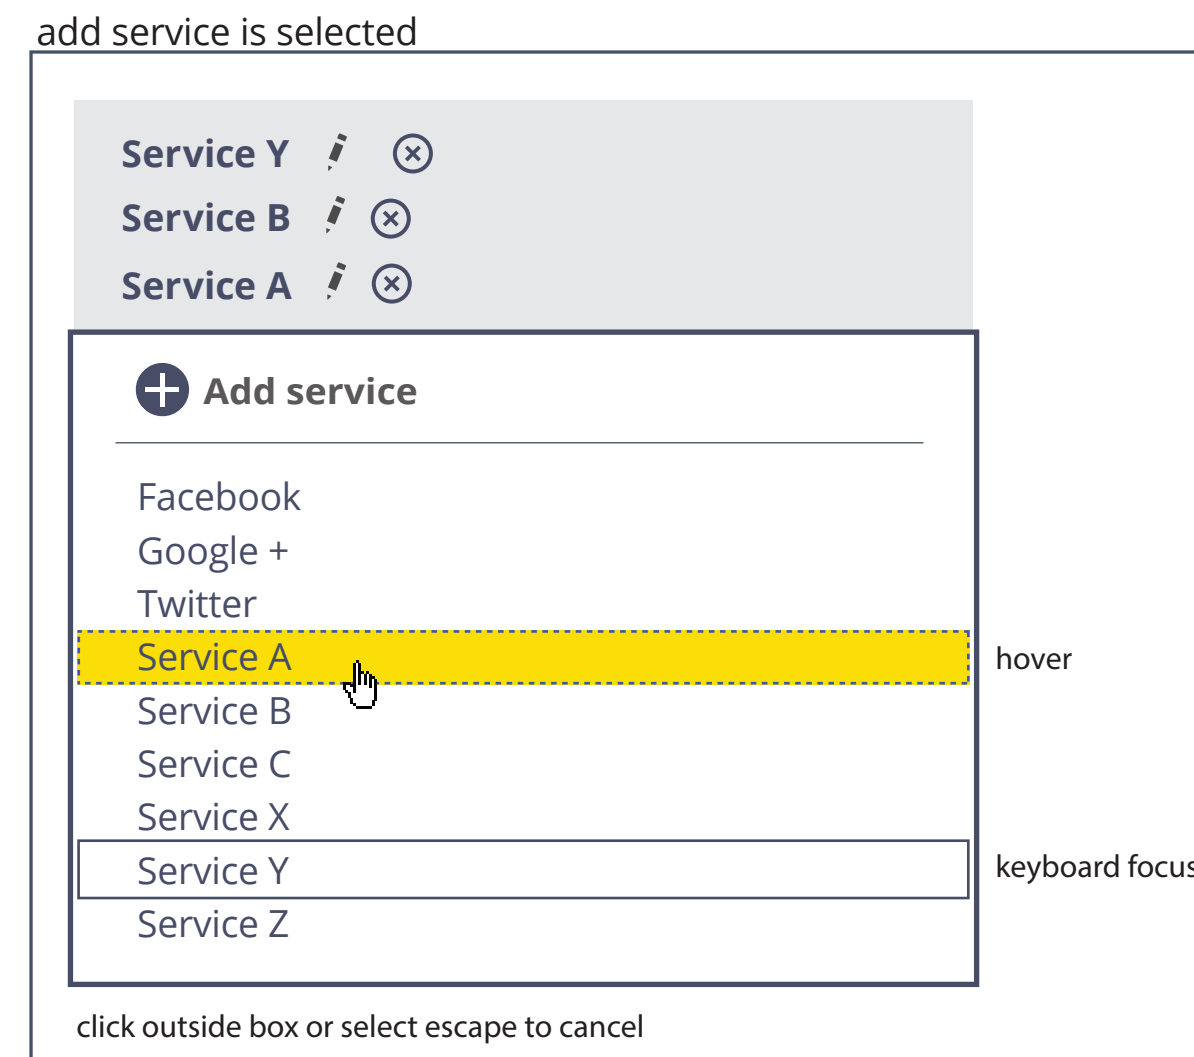 add service is selected
Service Y
Service B
Service A
Add service
Facebook
Google +
Twitter
Service A
hover
Service B
Service C
Service X
Service Y
keyboard focus
Service Z
click outside box or select escape to cancel